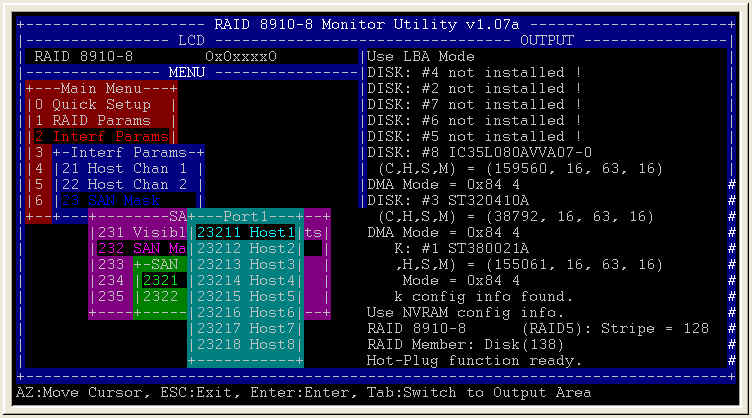 RAID 8910-8 Monitor Utility v1.07a
LCD OUTPUT
RAID 8910-8 0x0xxxx0 Use LBA Mode
MENU DISK: #4 not installed !
Main Menu DISK: #2 not installed !
0 Quick Setup DISK: #7 not installed !
1 RAID Params DISK: #6 not installed !
2 Interf Params DISK: #5 not installed !
3 Interf Params DISK: #8 IC35L080AVVA07-0
4 21 Host Chan 1 (C,H,S,M) = (159560, 16, 63, 16)
5 22 Host Chan 2 DMA Mode = 0x84 4 #
6 23 SAN Mask DISK: #3 ST320410A #
SA Port1 (C,H,S,M) = (38792, 16, 63, 16) #
231 Visibl 23211 Host1 ts DMA Mode = 0x84 4 #
232 SAN Ma 23212 Host2 K: #1 ST380021A #
233 SAN 23213 Host3 ,H,S,M) = (155061, 16, 63, 16) #
234 2321 23214 Host4 Mode = 0x84 4 #
235 2322 23215 Host5 k config info found. #
23216 Host6 Use NVRAM config info. #
23217 Host7 RAID 8910-8 (RAID5): Stripe = 128 #
23218 Host8 RAID Member: Disk(138) #
Hot-Plug function ready. #
AZ:Move Cursor, ESC:Exit, Enter:Enter, Tab:Switch to Output Area